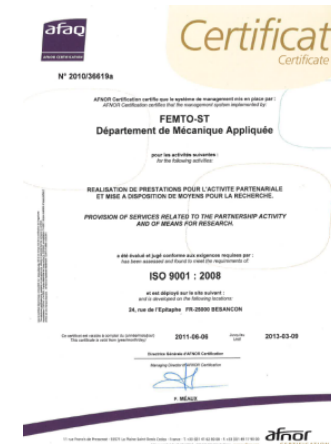 afaq
AFNOR CERTIFICATION
Certificat
Certificate
N° 2010/36619a
AFNOR Certification certifie que le système de management mis en place par :
AFNOR Certification certifies that the management system implemented by:
FEMTO-ST
Département de Mécanique Appliquée
pour les activités suivantes :
for the following activities:
REALISATION DE PRESTATIONS POUR L'ACTIVITE PARTENARIALE
ET MISE A DISPOSITION DE MOYENS POUR LA RECHERCHE.
PROVISION OF SERVICES RELATED TO THE PARTNERSHIP ACTIVITY
AND OF MEANS FOR RESEARCH.
a été évalué et jugé conforme aux exigences requises par :
has been assessed and found to meet the requirements of:
ISO 9001 : 2008
et est déployé sur le site suivant :
and is developed on the following locations:
24, rue de l'Epitaphe FR-25000 BESANCON
2011-06-06
2013-03-09
Directrice Générale d'AFNOR Certification
Managing Director of AFNOR Certification
F. MÉAUX
afnor